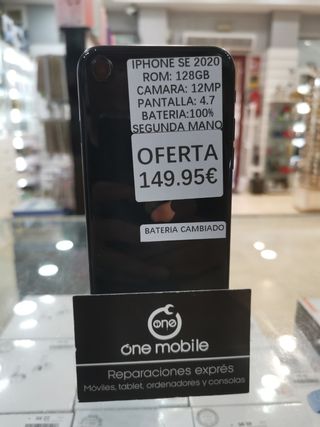 IPHONE SE 2020
ROM: 128GB
CAMARA: 12MP
PANTALLA: 4.7
BATERIA:100%
SEGUNDA MANO
OFERTA
149.95€
BATERIA CAMBIADO
one
óne mobile
Reparaciones exprés
Móviles, tablet, ordenadores y consolas